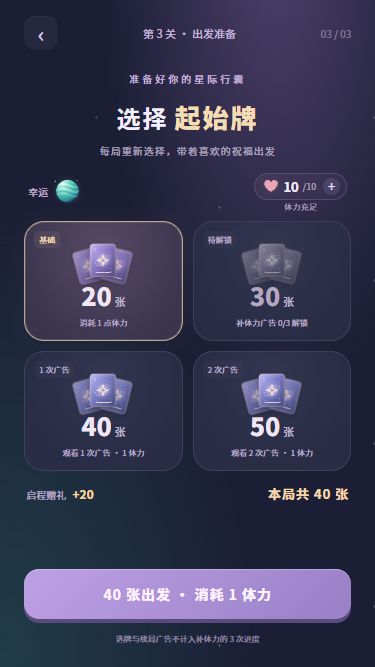 第 3 关 · 出发准备
03 / 03
准备好你的星际行囊
选择 起始牌
每局重新选择，带着喜欢的祝福出发
幸运
10 /10 +
体力充足
基础
20 张
消耗 1 点体力
待解锁
30 张
补体力广告 0/3 解锁
1 次广告
40 张
观看 1 次广告 · 1 体力
2 次广告
50 张
观看 2 次广告 · 1 体力
启程赠礼 +20
本局共 40 张
40 张出发 · 消耗 1 体力
选牌与续局广告不计入补体力的 3 次进度